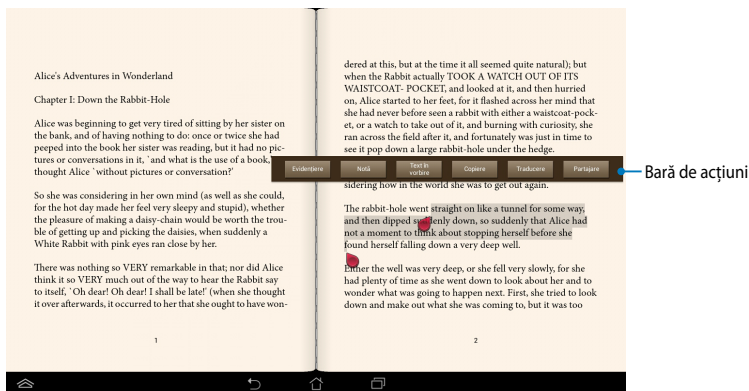 Alice's Adventures in Wonderland
Chapter I: Down the Rabbit-Hole
Alice was beginning to get very tired of sitting by her sister on
the bank, and of having nothing to do: once or twice she had
peeped into the book her sister was reading, but it had no pic-
tures or conversations in it, `and what is the use of a book,'
thought Alice `without pictures or conversation?'
So she was considering in her own mind (as well as she could,
for the hot day made her feel very sleepy and stupid), whether
the pleasure of making a daisy-chain would be worth the trou-
ble of getting up and picking the daisies, when suddenly a
White Rabbit with pink eyes ran close by her.
There was nothing so VERY remarkable in that; nor did Alice
think it so VERY much out of the way to hear the Rabbit say
to itself, `Oh dear! Oh dear! I shall be late!' (when she thought
it over afterwards, it occurred to her that she ought to have won-
1
dered at this, but at the time it all seemed quite natural); but
when the Rabbit actually TOOK A WATCH OUT OF ITS
WAISTCOAT- POCKET, and looked at it, and then hurried
on, Alice started to her feet, for it flashed across her mind that
she had never before seen a rabbit with either a waistcoat-pock-
et, or a watch to take out of it, and burning with curiosity, she
ran across the field after it, and fortunately was just in time to
see it pop down a large rabbit-hole under the hedge.
Evidențiere
Notă
Text în
vorbire
Copiere
Traducere
Partajare
Bară de acțiuni
sidering how in the world she was to get out again.
The rabbit-hole went straight on like a tunnel for some way,
and then dipped suddenly down, so suddenly that Alice had
not a moment to think about stopping herself before she
found herself falling down a very deep well.
Either the well was very deep, or she fell very slowly, for she
had plenty of time as she went down to look about her and to
wonder what was going to happen next. First, she tried to look
down and make out what she was coming to, but it was too
2